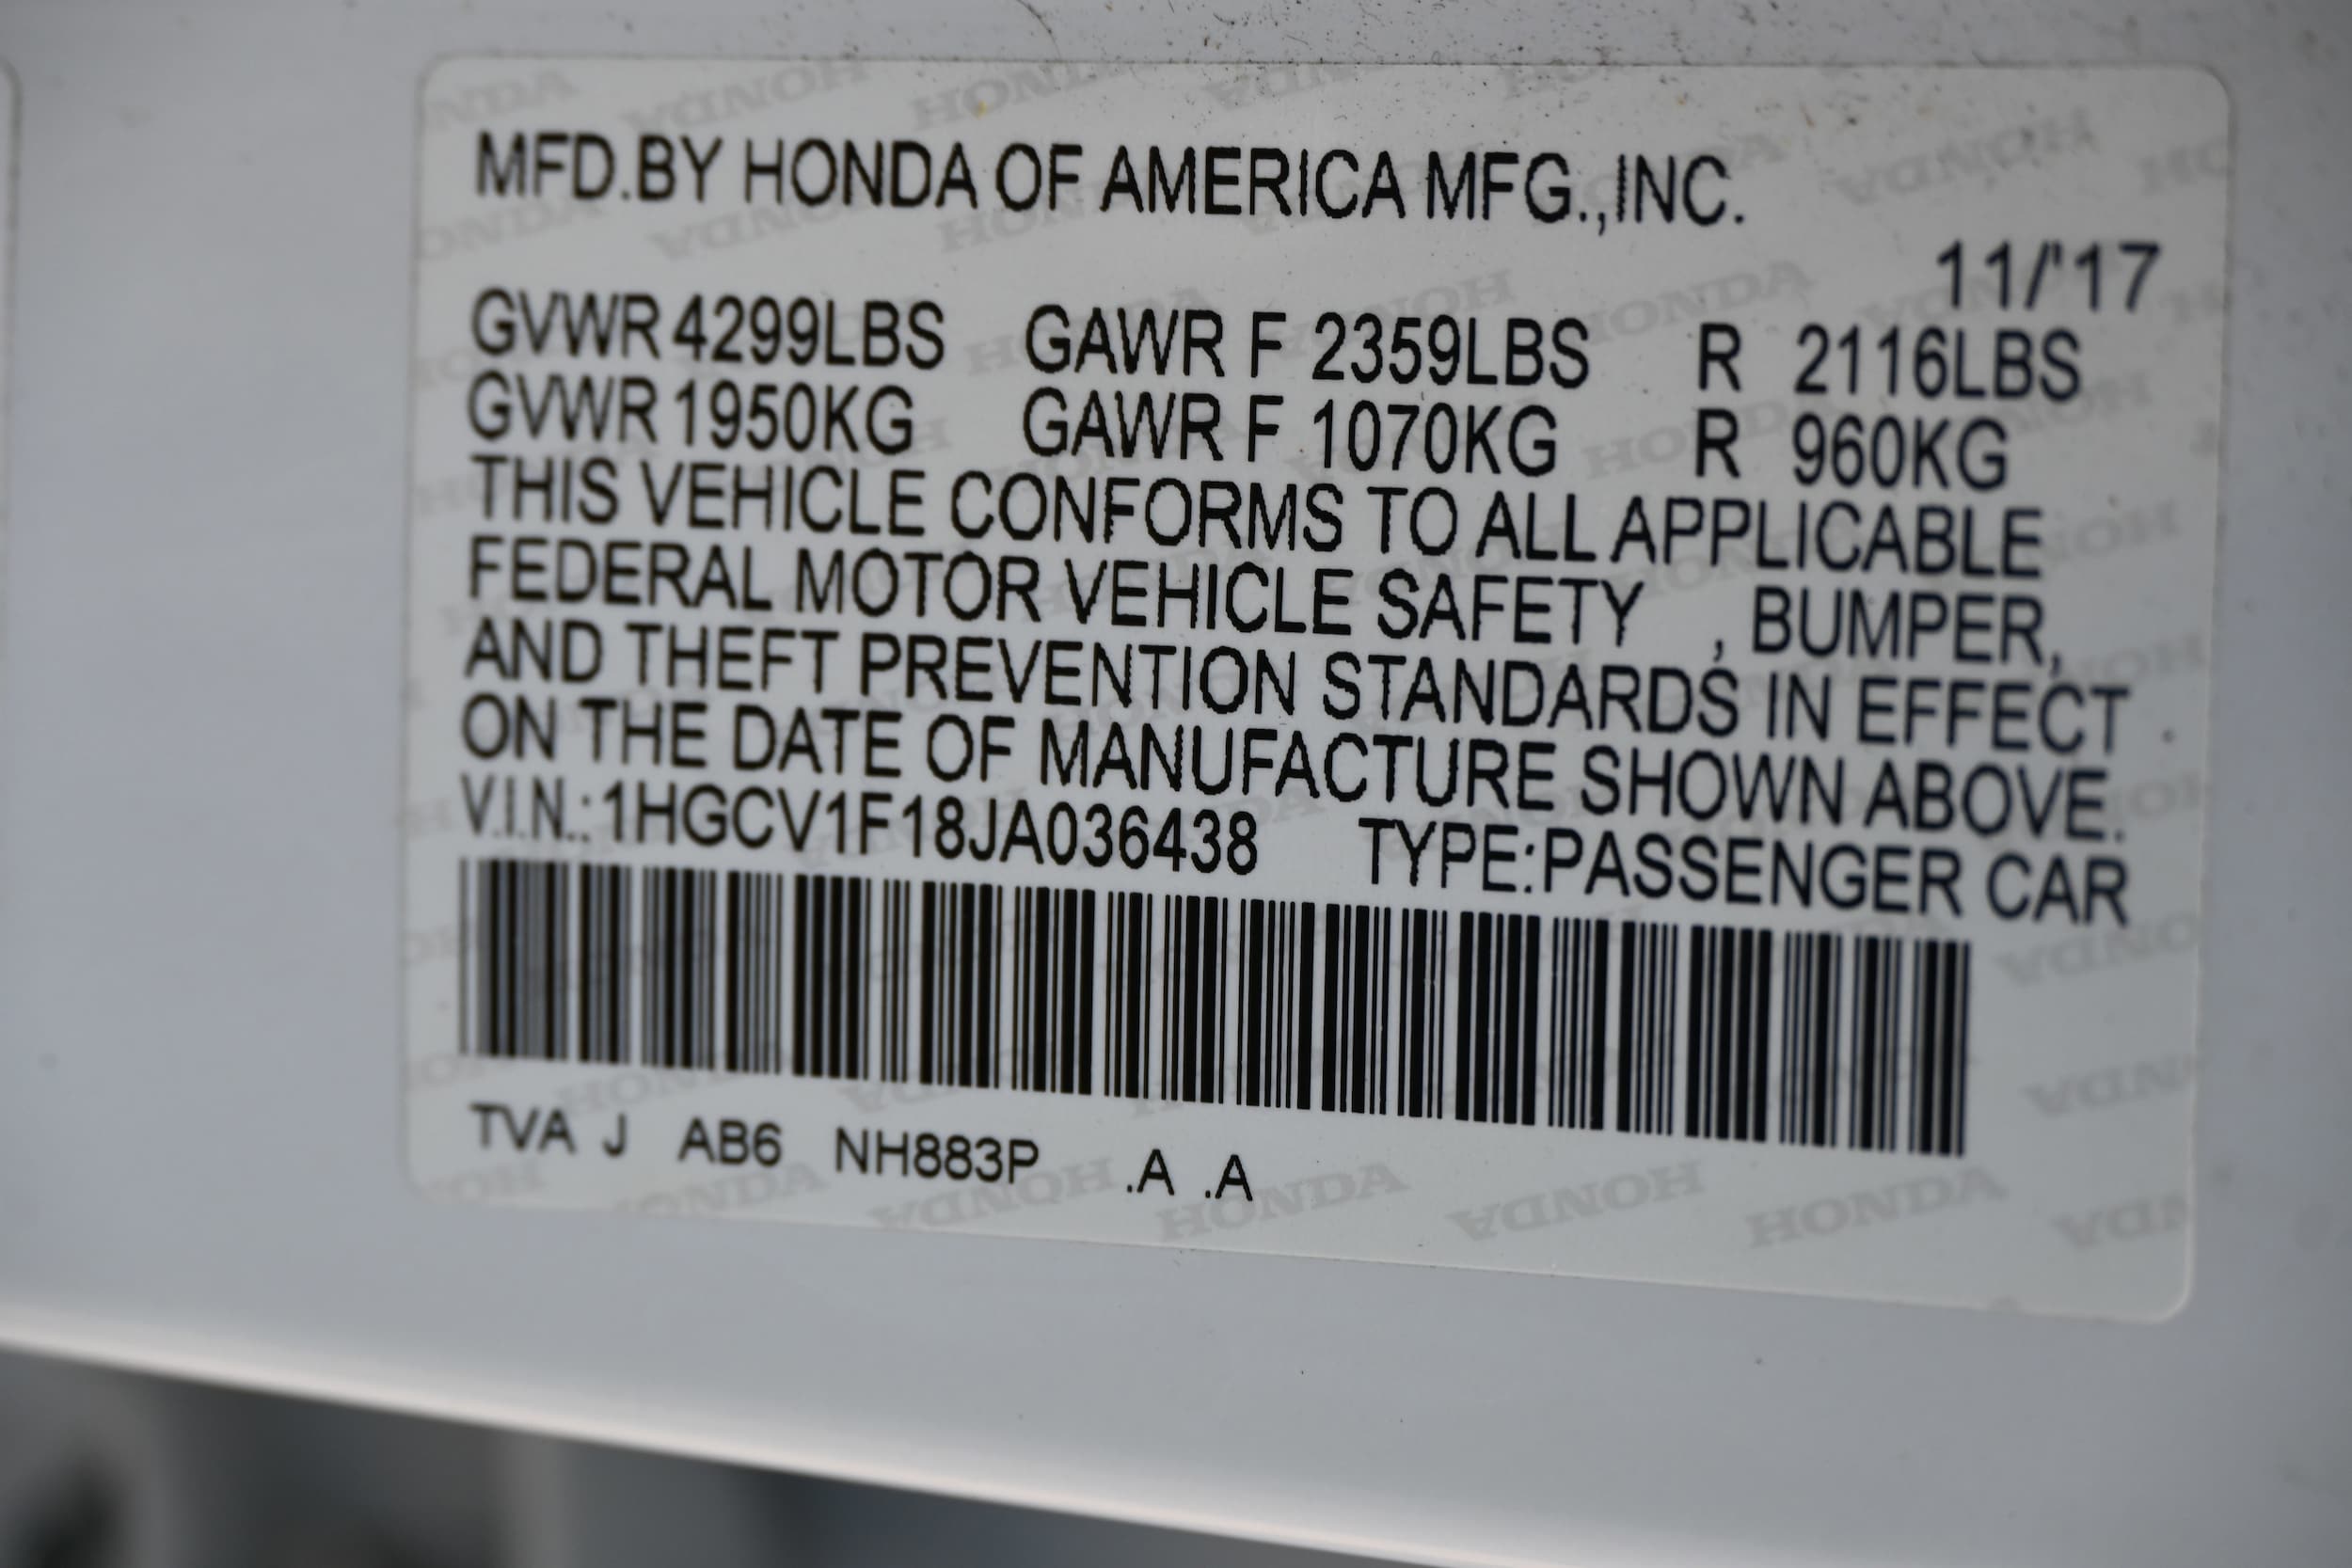 MFD.BY HONDA OF AMERICA MFG.,INC.
11/'17
GVWR 4299LBS GAWR F 2359LBS R 2116LBS
GVWR 1950KG GAWR F 1070KG R 960KG
THIS VEHICLE CONFORMS TO ALL APPLICABLE
FEDERAL MOTOR VEHICLE SAFETY , BUMPER,
AND THEFT PREVENTION STANDARDS IN EFFECT
ON THE DATE OF MANUFACTURE SHOWN ABOVE.
V.I.N.:1HGCV1F18JA036438 TYPE:PASSENGER CAR
TVA J AB6 NH883P .A .A